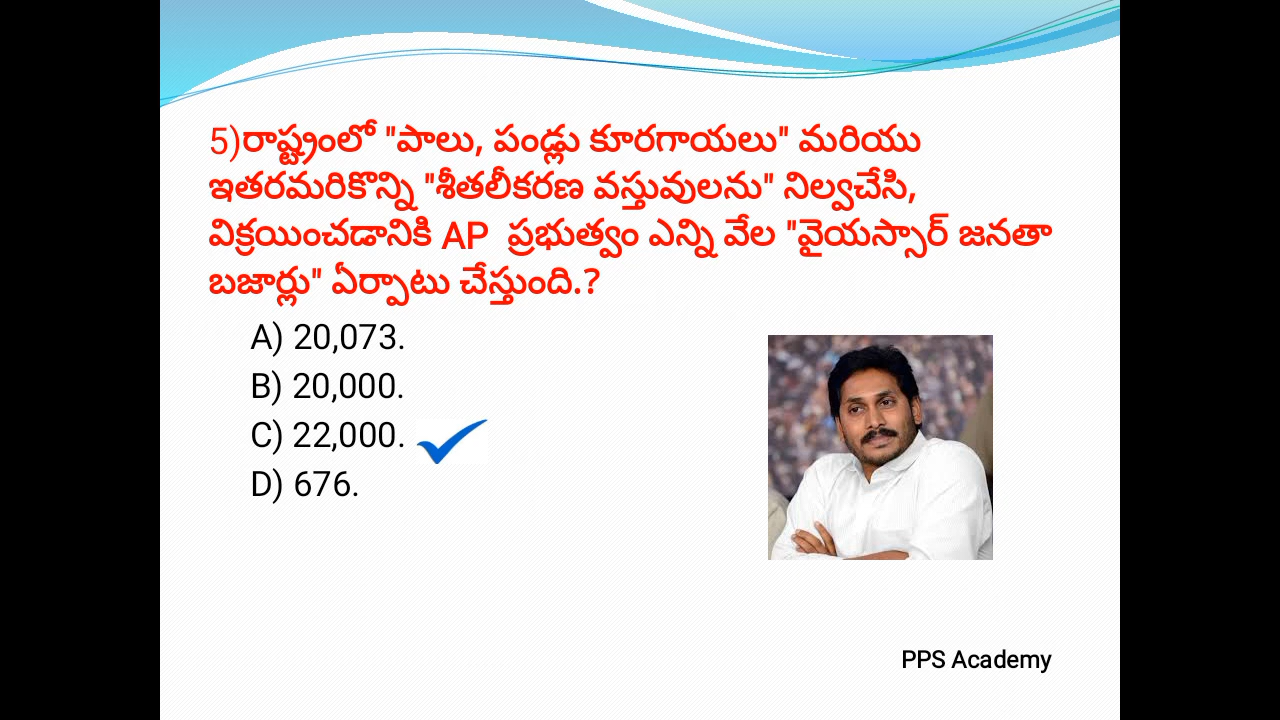 5)రాష్ట్రంలో "పాలు, పండ్లు కూరగాయలు" మరియు
ఇతరమరికొన్ని "శీతలీకరణ వస్తువులను" నిల్వచేసి,
విక్రయించడానికి AP ప్రభుత్వం ఎన్ని వేల "వైయస్సార్ జనతా
బజార్లు" ఏర్పాటు చేస్తుంది.?
A) 20,073.
B) 20,000.
C) 22,000.
D) 676.
PPS Academy